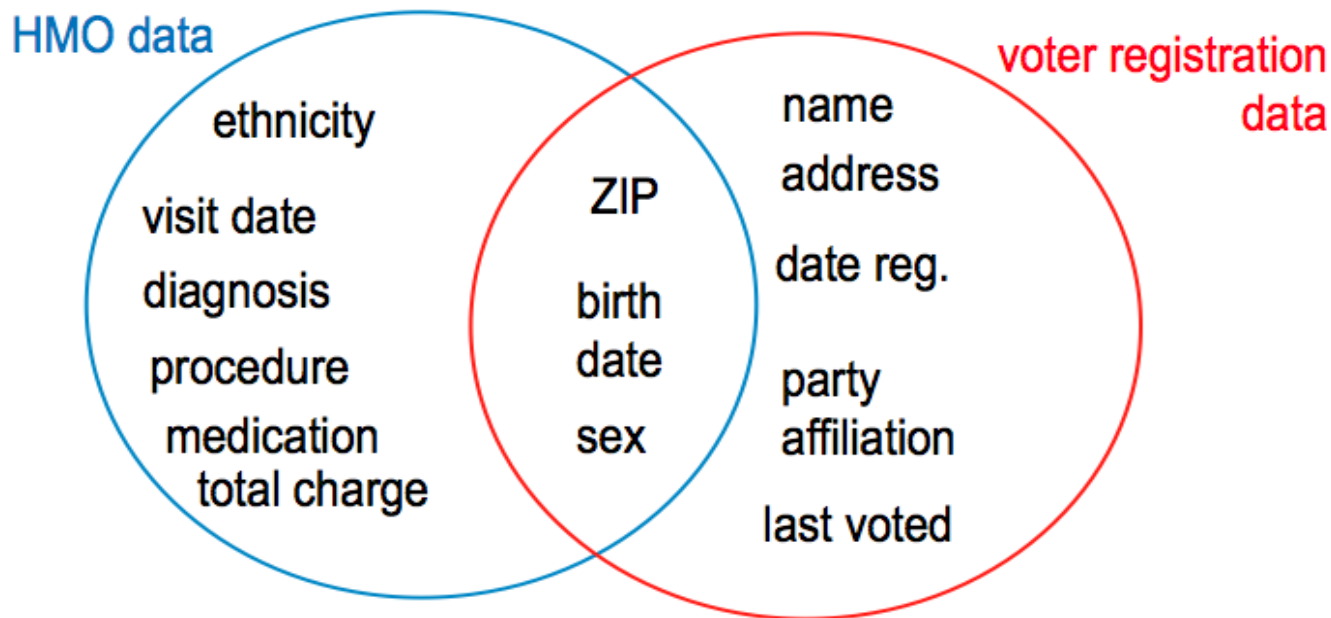 HMO data
ethnicity
visit date
diagnosis
procedure
medication
total charge
ZIP
birth
date
sex
voter registration
data
name
address
date reg.
party
affiliation
last voted